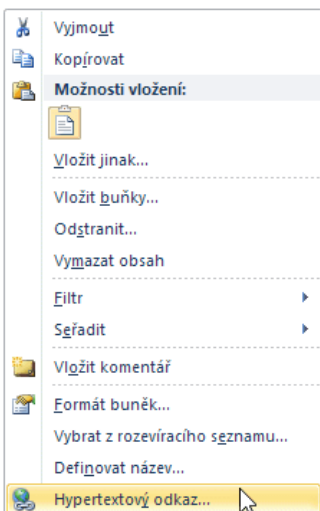 Vyjmout
Kopírovat
Možnosti vložení:
Vložit jinak...
Vložit buňky...
Odstranit...
Vymazat obsah
Filtr
Seřadit
Vložit komentář
Formát buněk...
Vybrat z rozevíracího seznamu...
Definovat název...
Hypertextový odkaz...